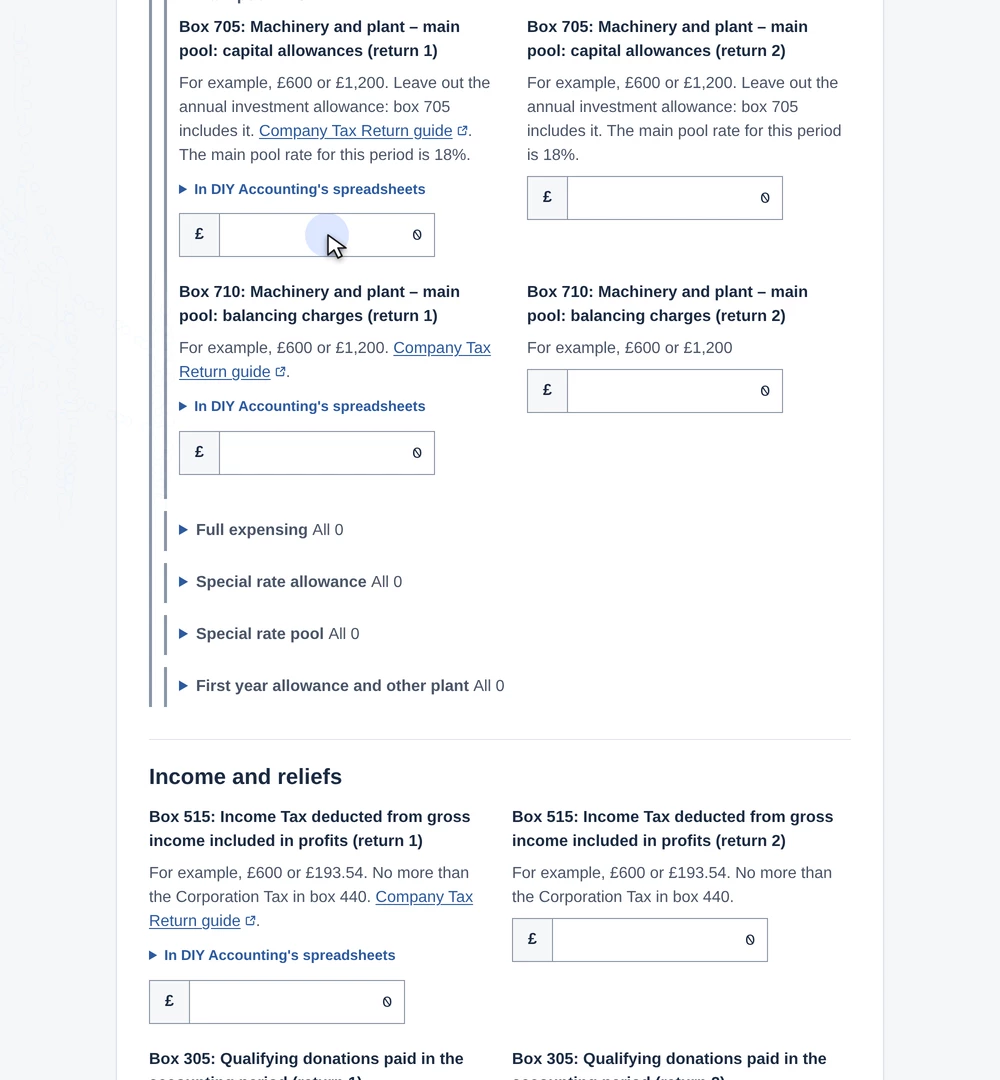 Box 705: Machinery and plant – main
pool: capital allowances (return 1)
For example, £600 or £1,200. Leave out the
annual investment allowance: box 705
includes it. Company Tax Return guide.
The main pool rate for this period is 18%.
In DIY Accounting's spreadsheets
£ 0
Box 705: Machinery and plant – main
pool: capital allowances (return 2)
For example, £600 or £1,200. Leave out the
annual investment allowance: box 705
includes it. The main pool rate for this period
is 18%.
£ 0
Box 710: Machinery and plant – main
pool: balancing charges (return 1)
For example, £600 or £1,200. Company Tax
Return guide.
In DIY Accounting's spreadsheets
£ 0
Box 710: Machinery and plant – main
pool: balancing charges (return 2)
For example, £600 or £1,200
£ 0
Full expensing All 0
Special rate allowance All 0
Special rate pool All 0
First year allowance and other plant All 0
Income and reliefs
Box 515: Income Tax deducted from gross
income included in profits (return 1)
For example, £600 or £193.54. No more than
the Corporation Tax in box 440. Company Tax
Return guide.
In DIY Accounting's spreadsheets
£ 0
Box 515: Income Tax deducted from gross
income included in profits (return 2)
For example, £600 or £193.54. No more than
the Corporation Tax in box 440.
£ 0
Box 305: Qualifying donations paid in the
Box 305: Qualifying donations paid in the